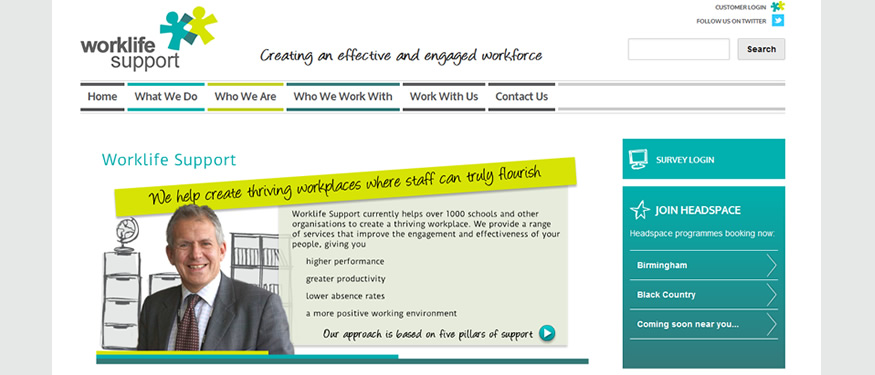 CUSTOMER LOGIN
FOLLOW US ON TWITTER
worklife
support
Creating an effective and engaged workforce
Search
Home
What We Do
Who We Are
Who We Work With
Work With Us
Contact Us
Worklife Support
We help create thriving workplaces where staff can truly flourish
Worklife Support currently helps over 1000 schools and other
organisations to create a thriving workplace. We provide a range
of services that improve the engagement and effectiveness of your
people, giving you
higher performance
greater productivity
lower absence rates
a more positive working environment
Our approach is based on five pillars of support
SURVEY LOGIN
JOIN HEADSPACE
Headspace programmes booking now:
Birmingham
Black Country
Coming soon near you...